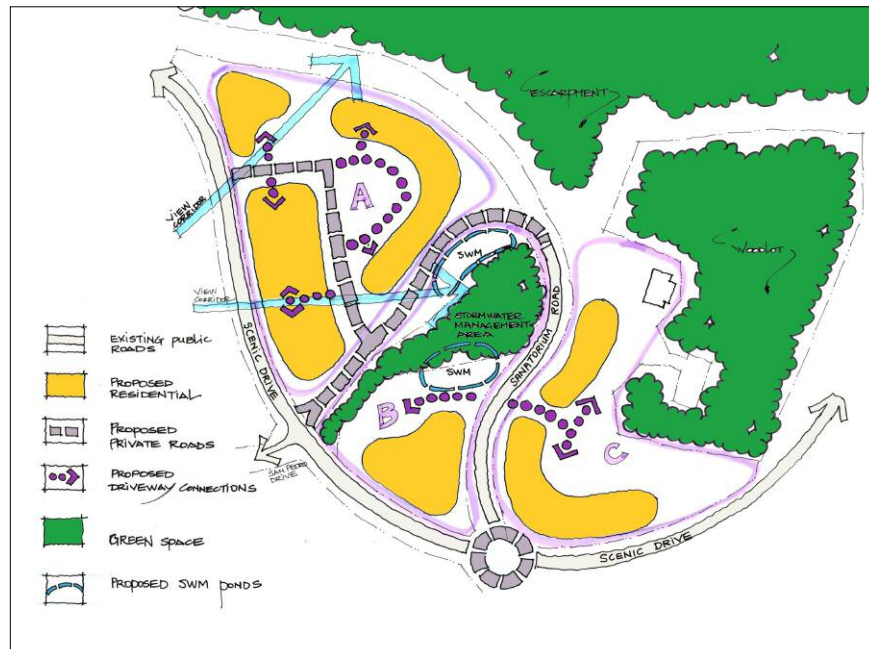 ESCARPMENT
WOODLOT
VIEW
CORRIDOR
A
VIEW
CORRIDOR
SWM
STORMWATER
MANAGEMENT
AREA
SWM
SANATORIUM ROAD
SCENIC DRIVE
B
C
SAN PEDRO
DRIVE
SCENIC DRIVE
EXISTING PUBLIC
ROADS
PROPOSED
RESIDENTIAL
PROPOSED
PRIVATE ROADS
PROPOSED
DRIVEWAY CONNECTIONS
GREEN SPACE
PROPOSED SWM PONDS